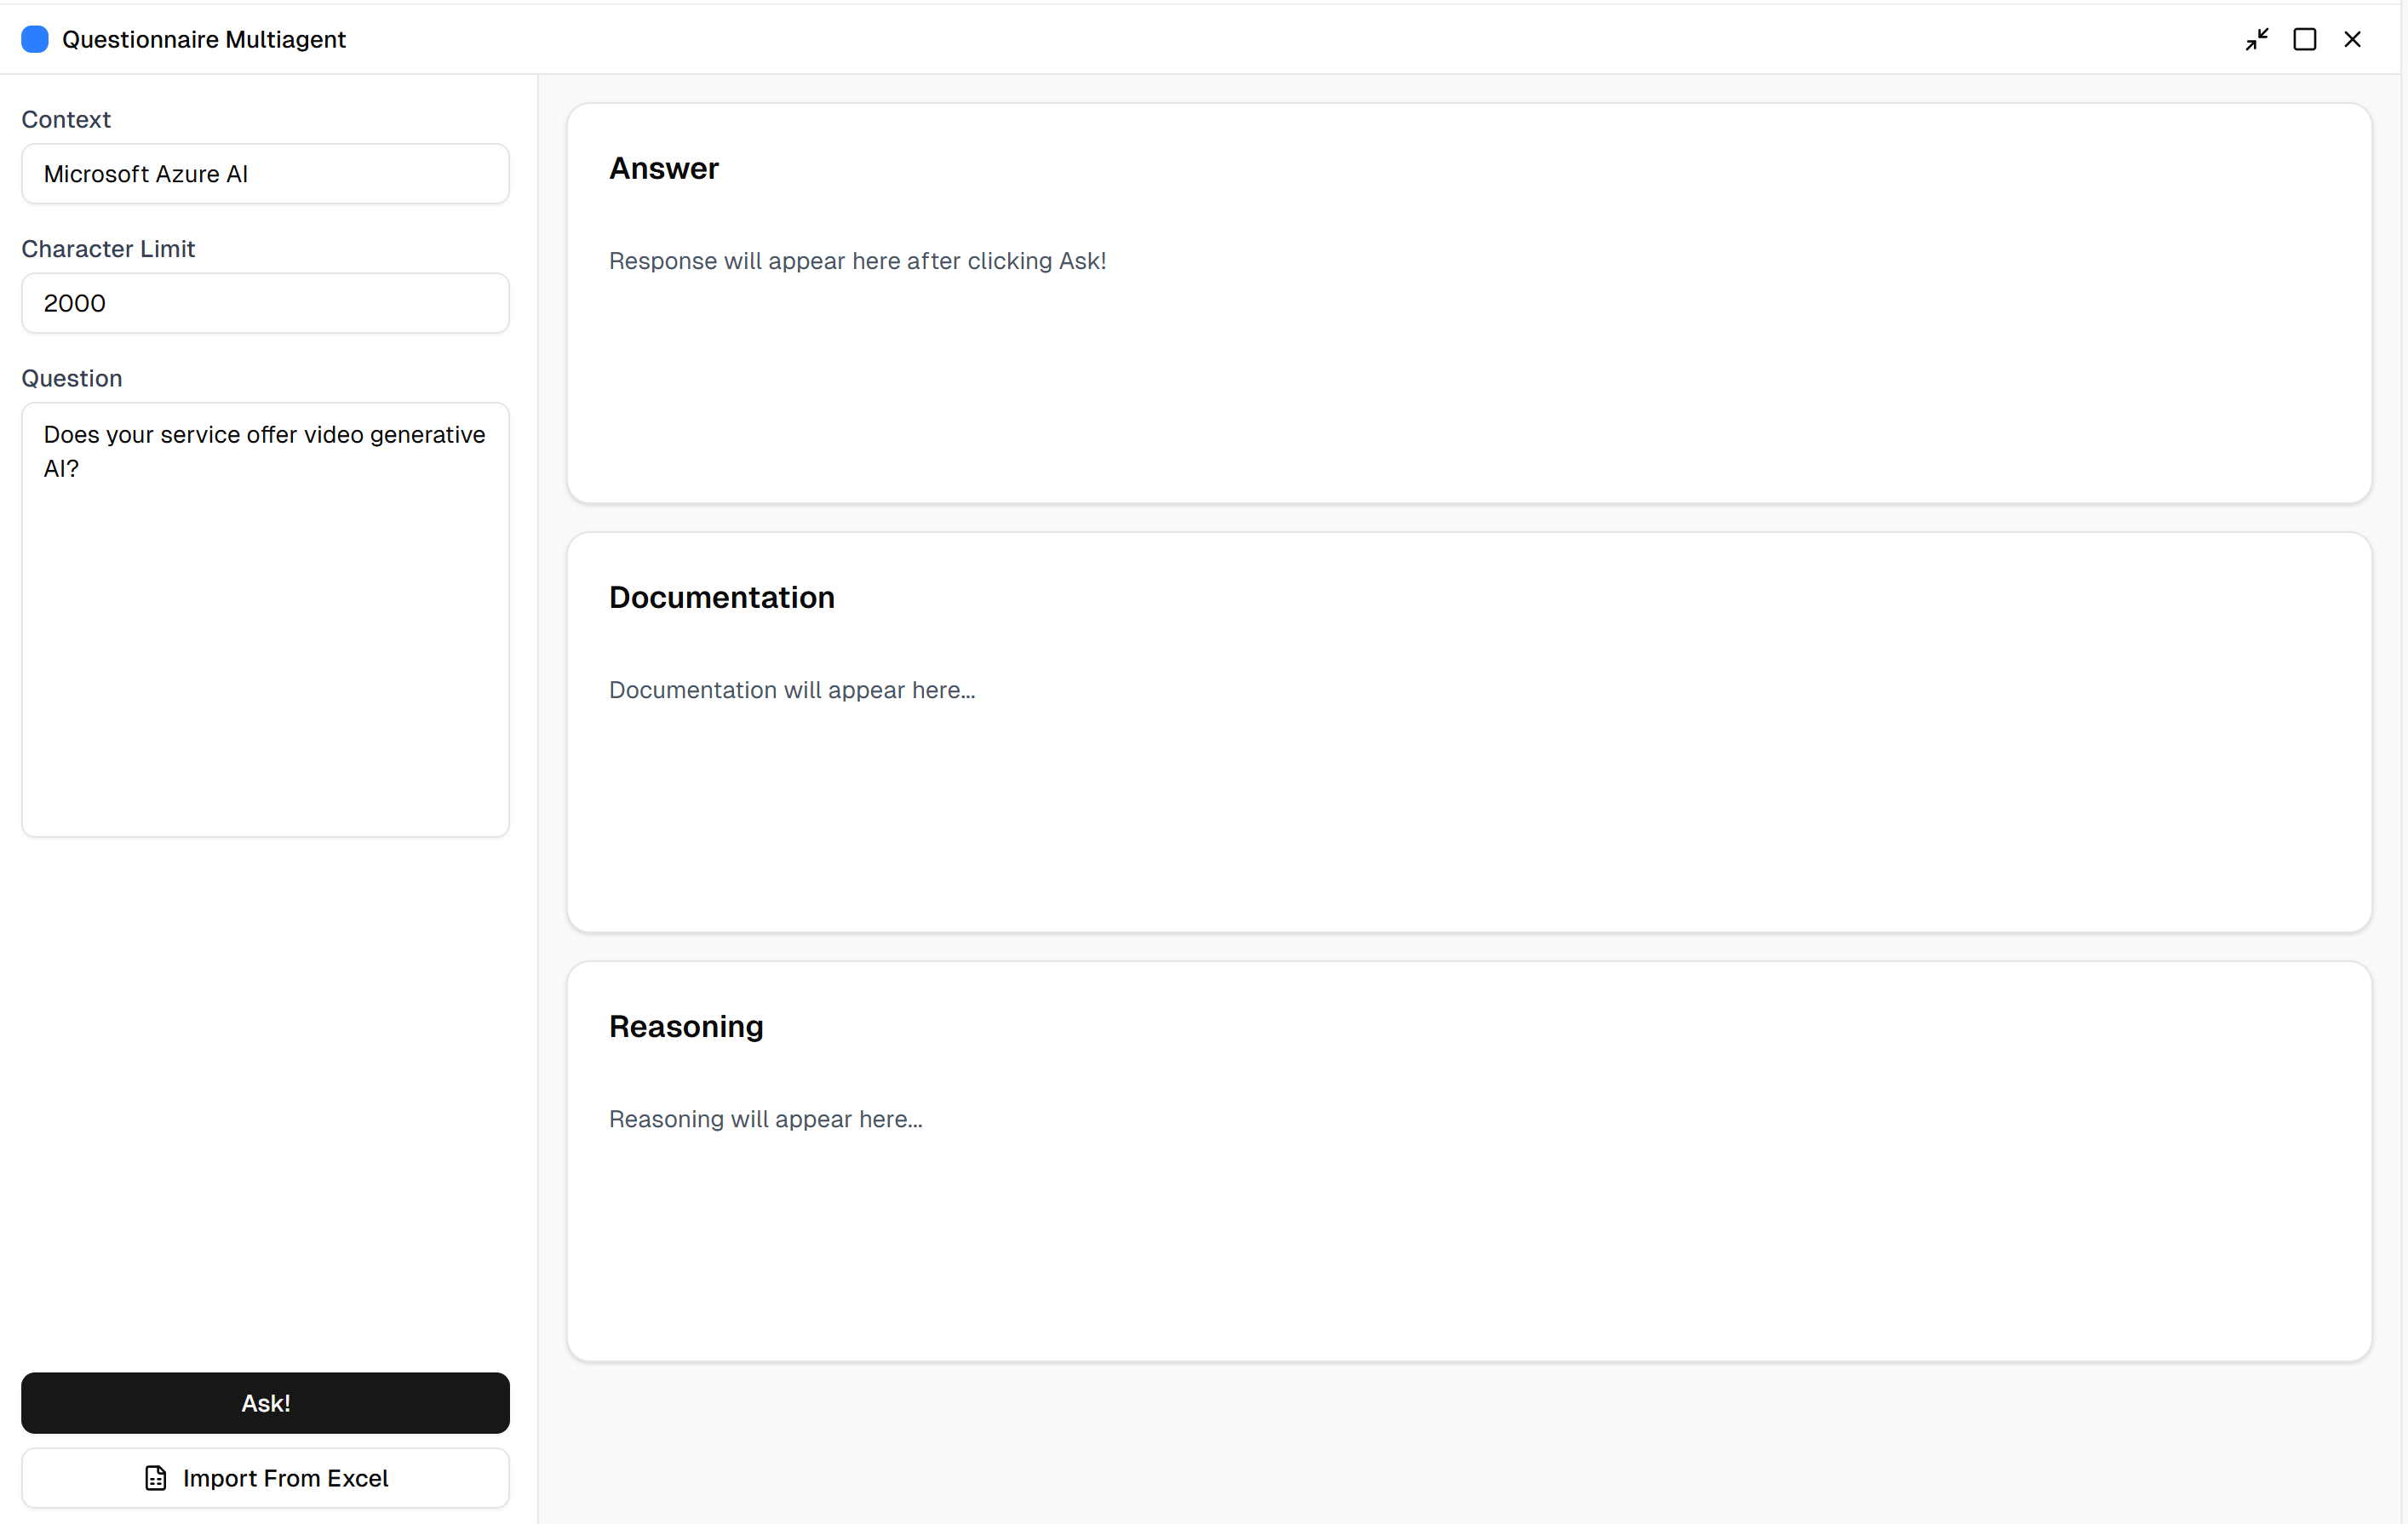 Questionnaire Multiagent
Context
Microsoft Azure AI
Character Limit
2000
Question
Does your service offer video generative
AI?
Ask!
Import From Excel
Answer
Response will appear here after clicking Ask!
Documentation
Documentation will appear here...
Reasoning
Reasoning will appear here...